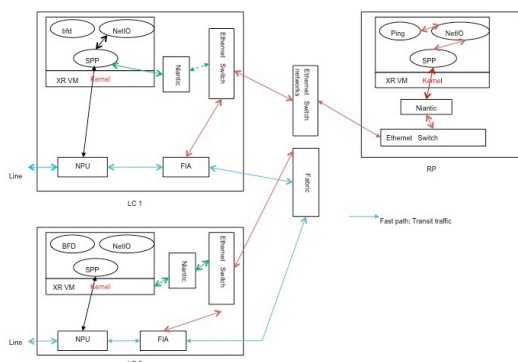 bfd
NetIO
SPP
XR VM Kernel
Niantic
Ethernet Switch
Line
NPU
FIA
LC 1
Ethernet Switch
networks
Fabric
Ping
NetIO
SPP
XR VM Kernel
Niantic
Ethernet Switch
RP
Fast path: Transit traffic
BFD
NetIO
SPP
XR VM Kernel
Niantic
Ethernet Switch
Line
NPU
FIA